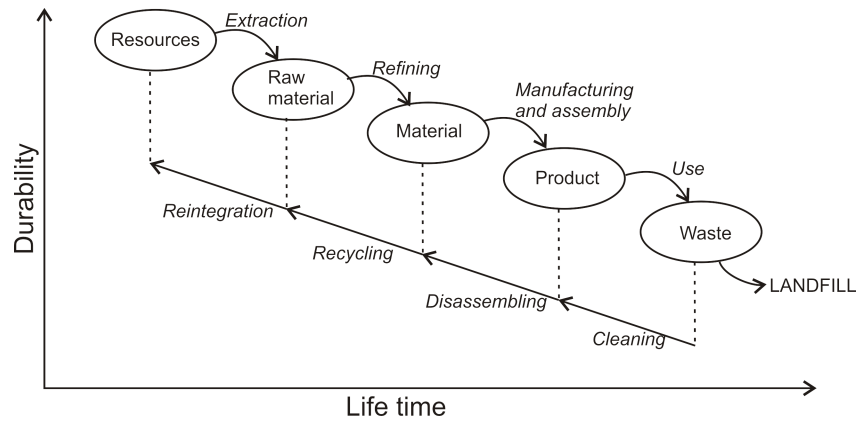 Extraction
Resources
Refining
Raw
material
Manufacturing
and assembly
Material
Use
Product
Durability
Reintegration
Waste
Recycling
LANDFILL
Disassembling
Cleaning
Life time